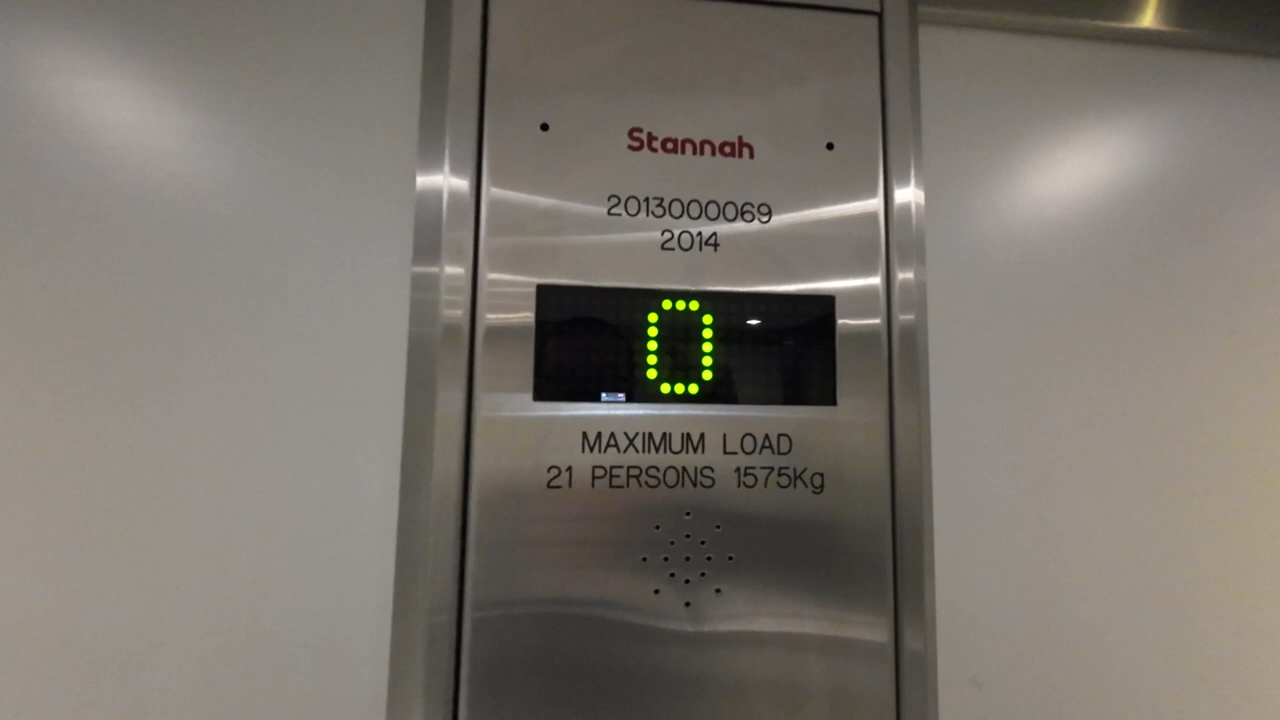 Stannah
2013000069
2014
0
MAXIMUM LOAD
21 PERSONS 1575Kg